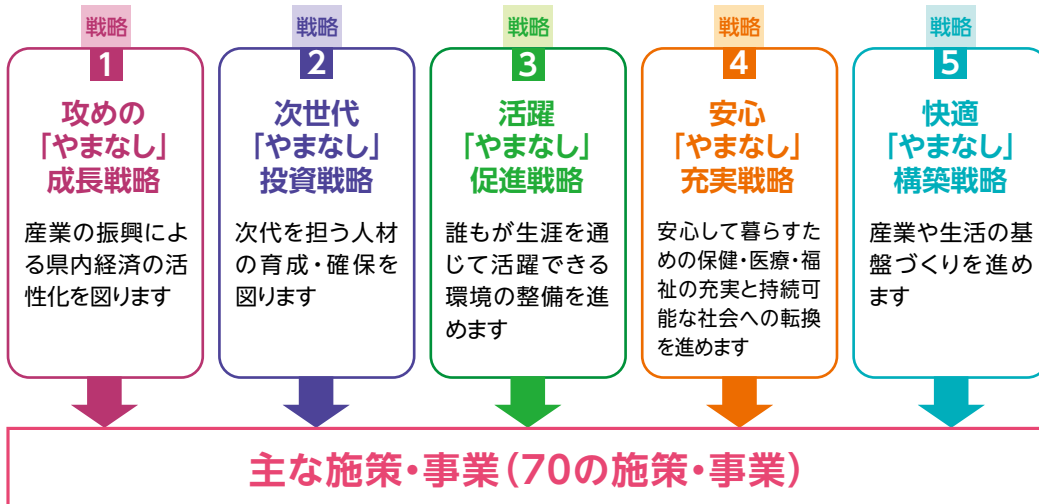 戦略
1
攻めの
「やまなし」
成長戦略
産業の振興によ
る県内経済の活
性化を図ります
戦略
2
次世代
「やまなし」
投資戦略
次代を担う人材
の育成・確保を
図ります
戦略
3
活躍
「やまなし」
促進戦略
誰もが生涯を通
じて活躍できる
環境の整備を進
めます
戦略
4
安心
「やまなし」
充実戦略
安心して暮らすた
めの保健・医療・福
祉の充実と持続可
能な社会への転換
を進めます
戦略
5
快適
「やまなし」
構築戦略
産業や生活の基
盤づくりを進め
ます
主な施策・事業(70の施策・事業)